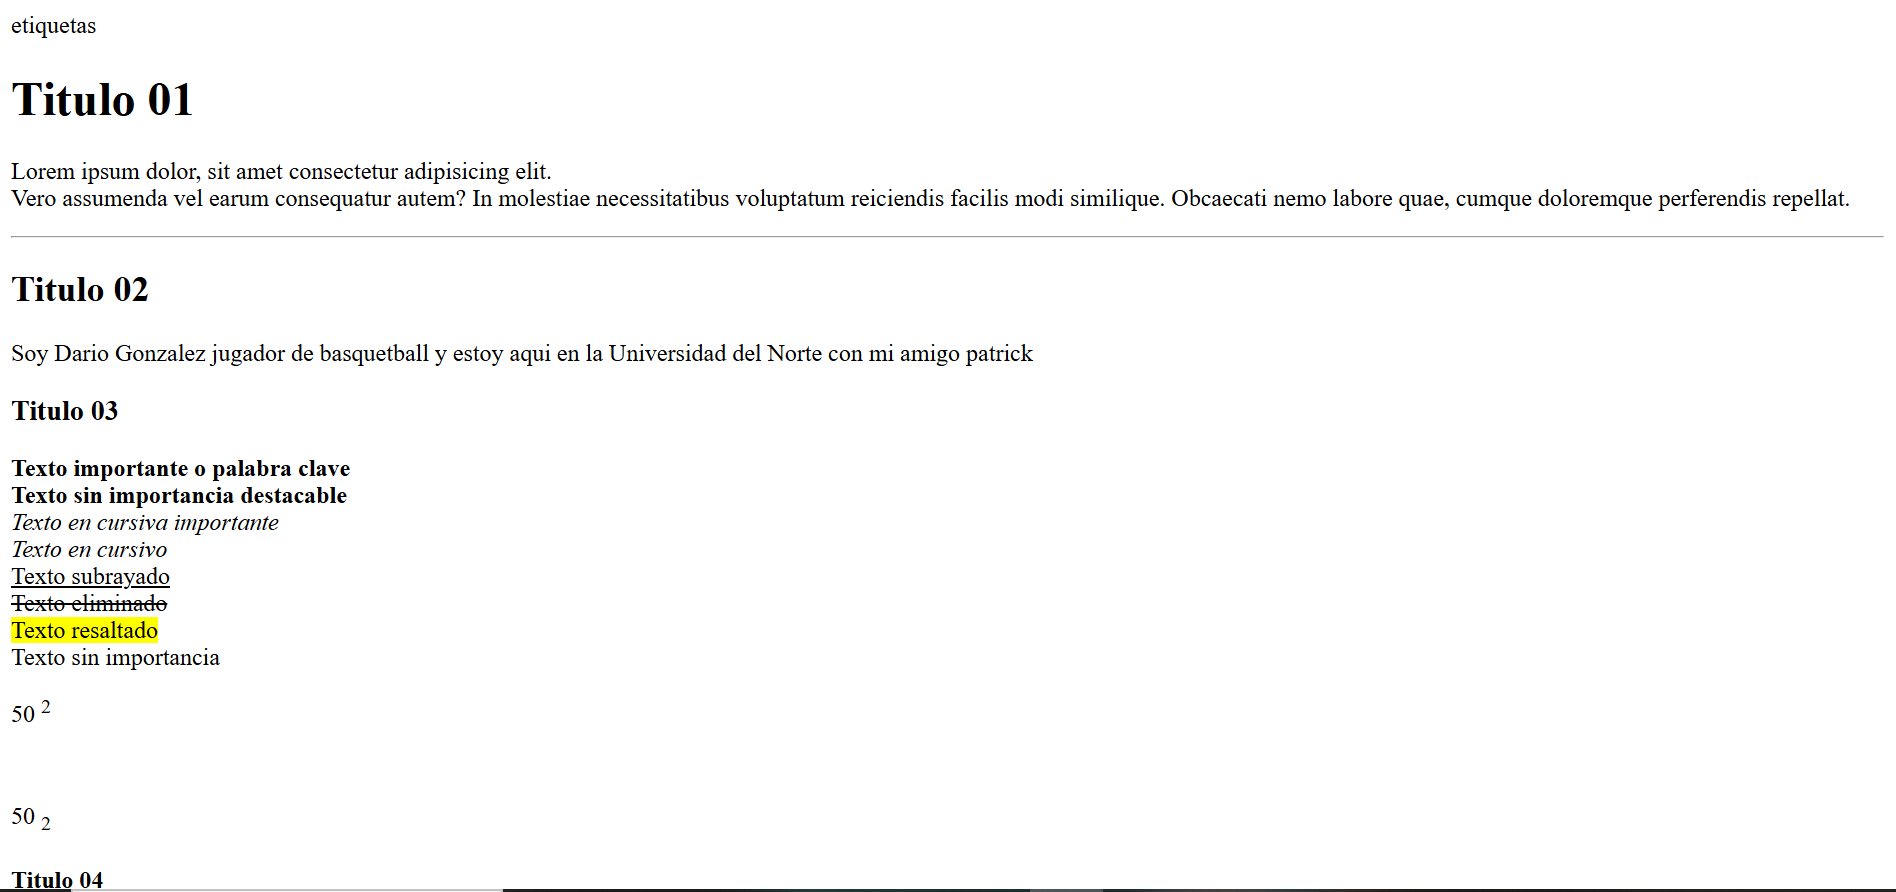 etiquetas
Titulo 01
Lorem ipsum dolor, sit amet consectetur adipisicing elit.
Vero assumenda vel earum consequatur autem? In molestiae necessitatibus voluptatum reiciendis facilis modi similique. Obcaecati nemo labore quae, cumque doloremque perferendis repellat.
Titulo 02
Soy Dario Gonzalez jugador de basquetball y estoy aqui en la Universidad del Norte con mi amigo patrick
Titulo 03
Texto importante o palabra clave
Texto sin importancia destacable
Texto en cursiva importante
Texto en cursivo
Texto subrayado
Texto eliminado
Texto resaltado
Texto sin importancia
50 ²
50 ₂
Titulo 04